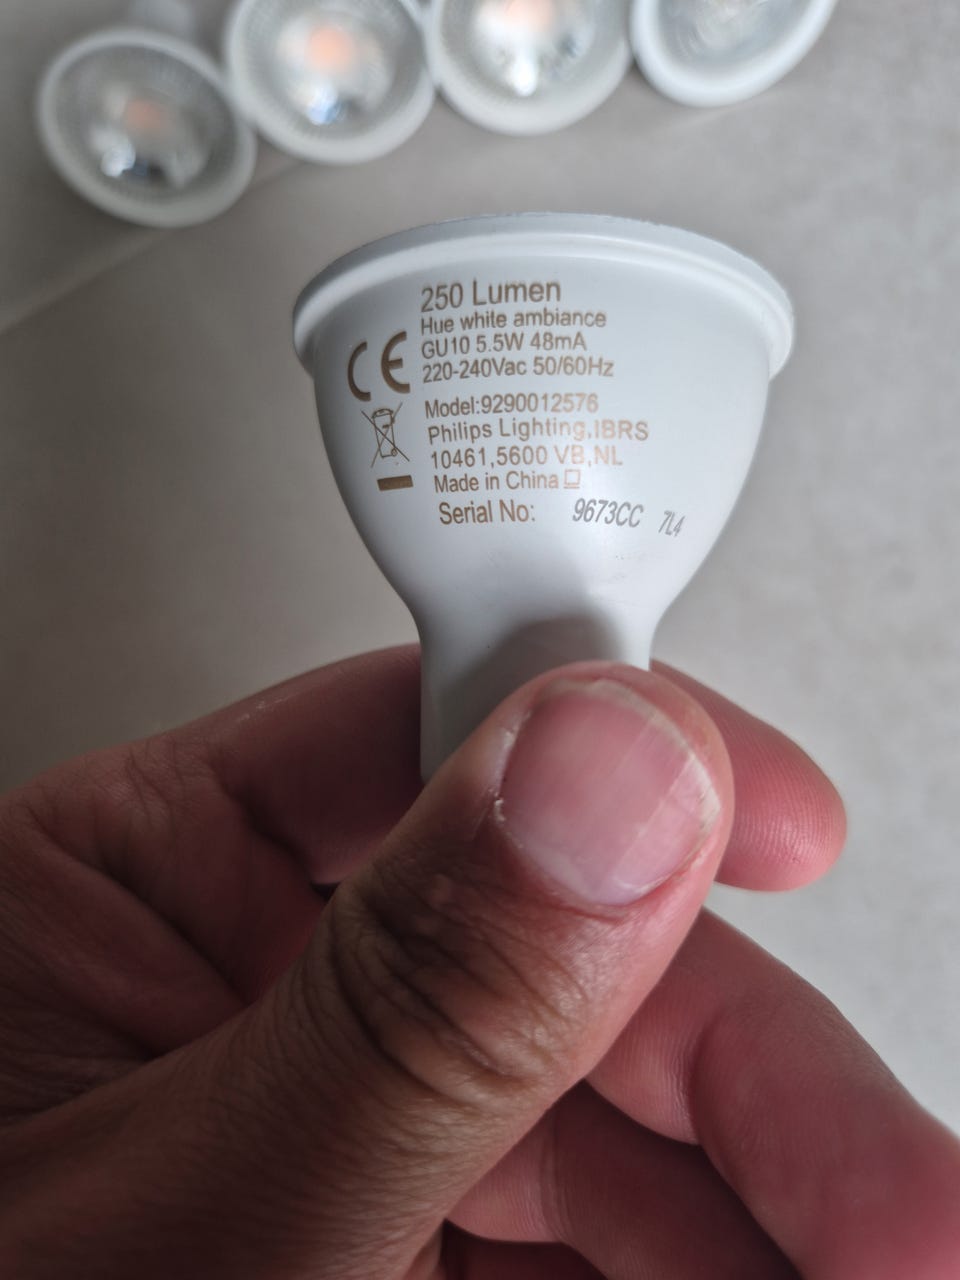 250 Lumen
Hue white ambiance
GU10 5.5W 48mA
220-240Vac 50/60Hz
CE
Model:9290012576
Philips Lighting,IBRS
10461,5600 VB,NL
Made in China
Serial No: 9673CC 7L4